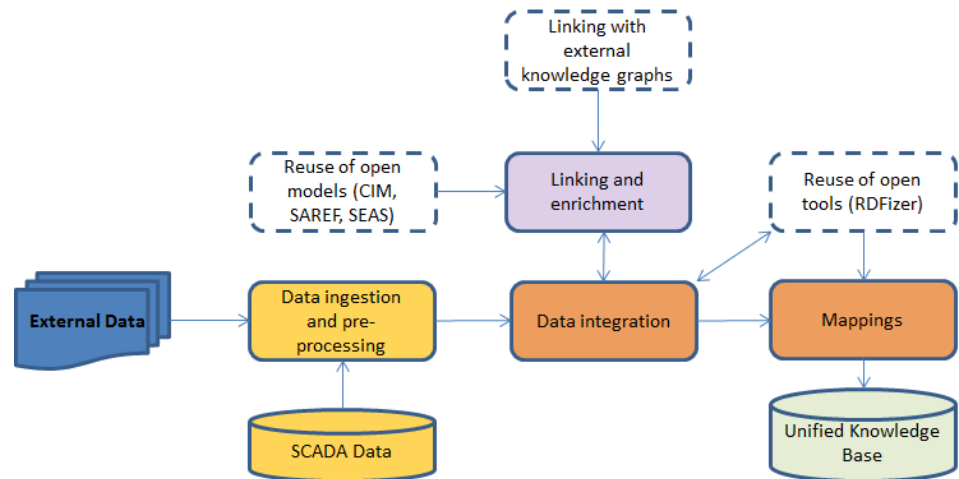 Linking with
external
knowledge graphs
Reuse of open
models (CIM,
SAREF, SEAS)
Linking and
enrichment
Reuse of open
tools (RDFizer)
External Data
Data ingestion
and pre-
processing
Data integration
Mappings
SCADA Data
Unified Knowledge
Base